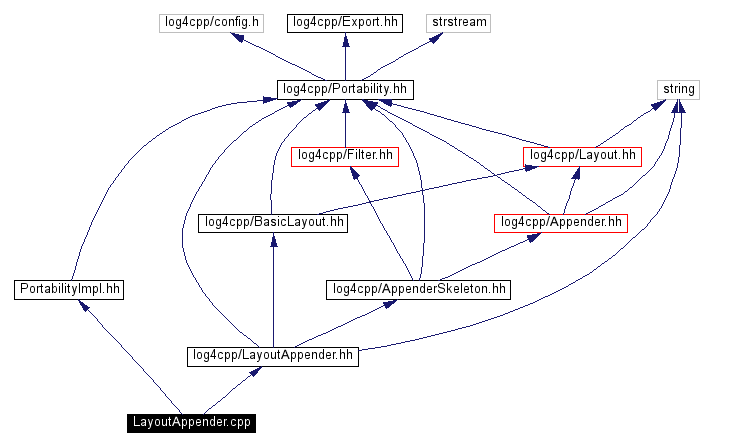 log4cpp/config.h
log4cpp/Export.hh
strstream
log4cpp/Portability.hh
string
log4cpp/Filter.hh
log4cpp/Layout.hh
log4cpp/BasicLayout.hh
log4cpp/Appender.hh
PortabilityImpl.hh
log4cpp/AppenderSkeleton.hh
log4cpp/LayoutAppender.hh
LayoutAppender.cpp